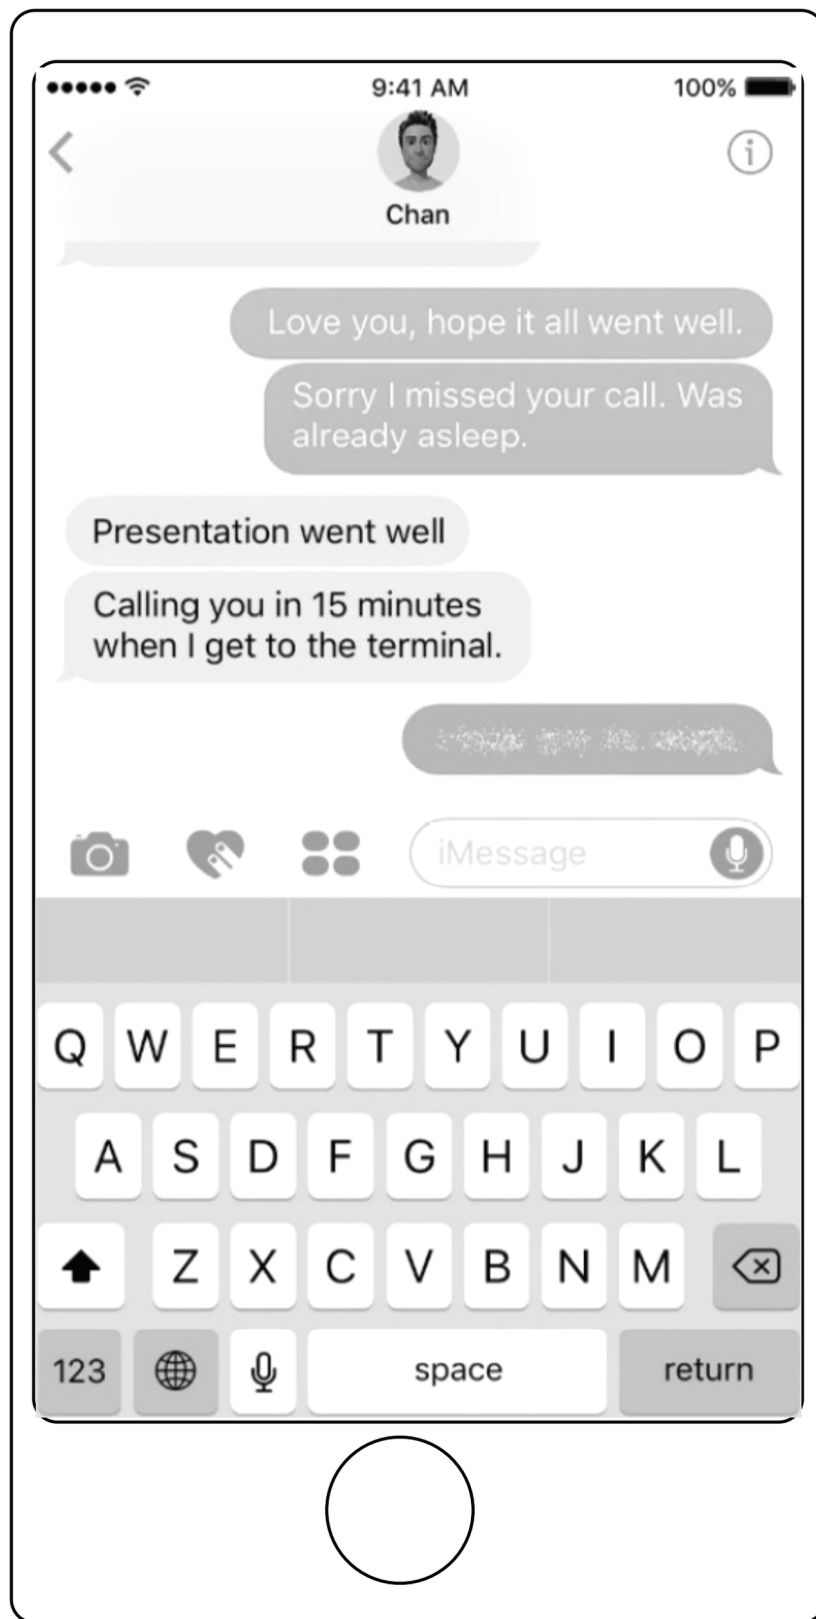 9:41 AM 100%
Chan
Love you, hope it all went well.
Sorry I missed your call. Was
already asleep.
Presentation went well
Calling you in 15 minutes
when I get to the terminal.
iMessage
Q W E R T Y U I O P
A S D F G H J K L
Z X C V B N M
123 space return